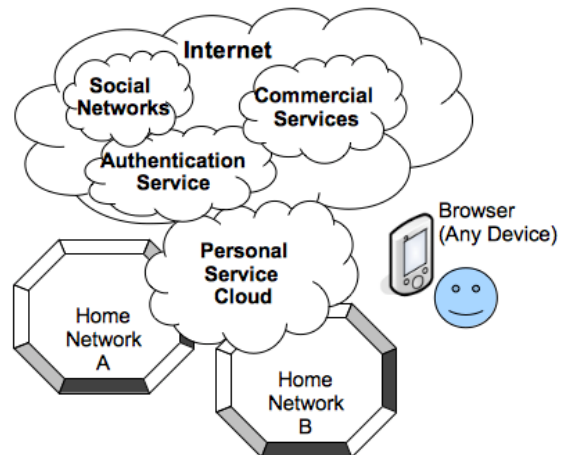 Internet
Social
Networks
Commercial
Services
Authentication
Service
Personal
Service
Cloud
Browser
(Any Device)
Home
Network
A
Home
Network
B